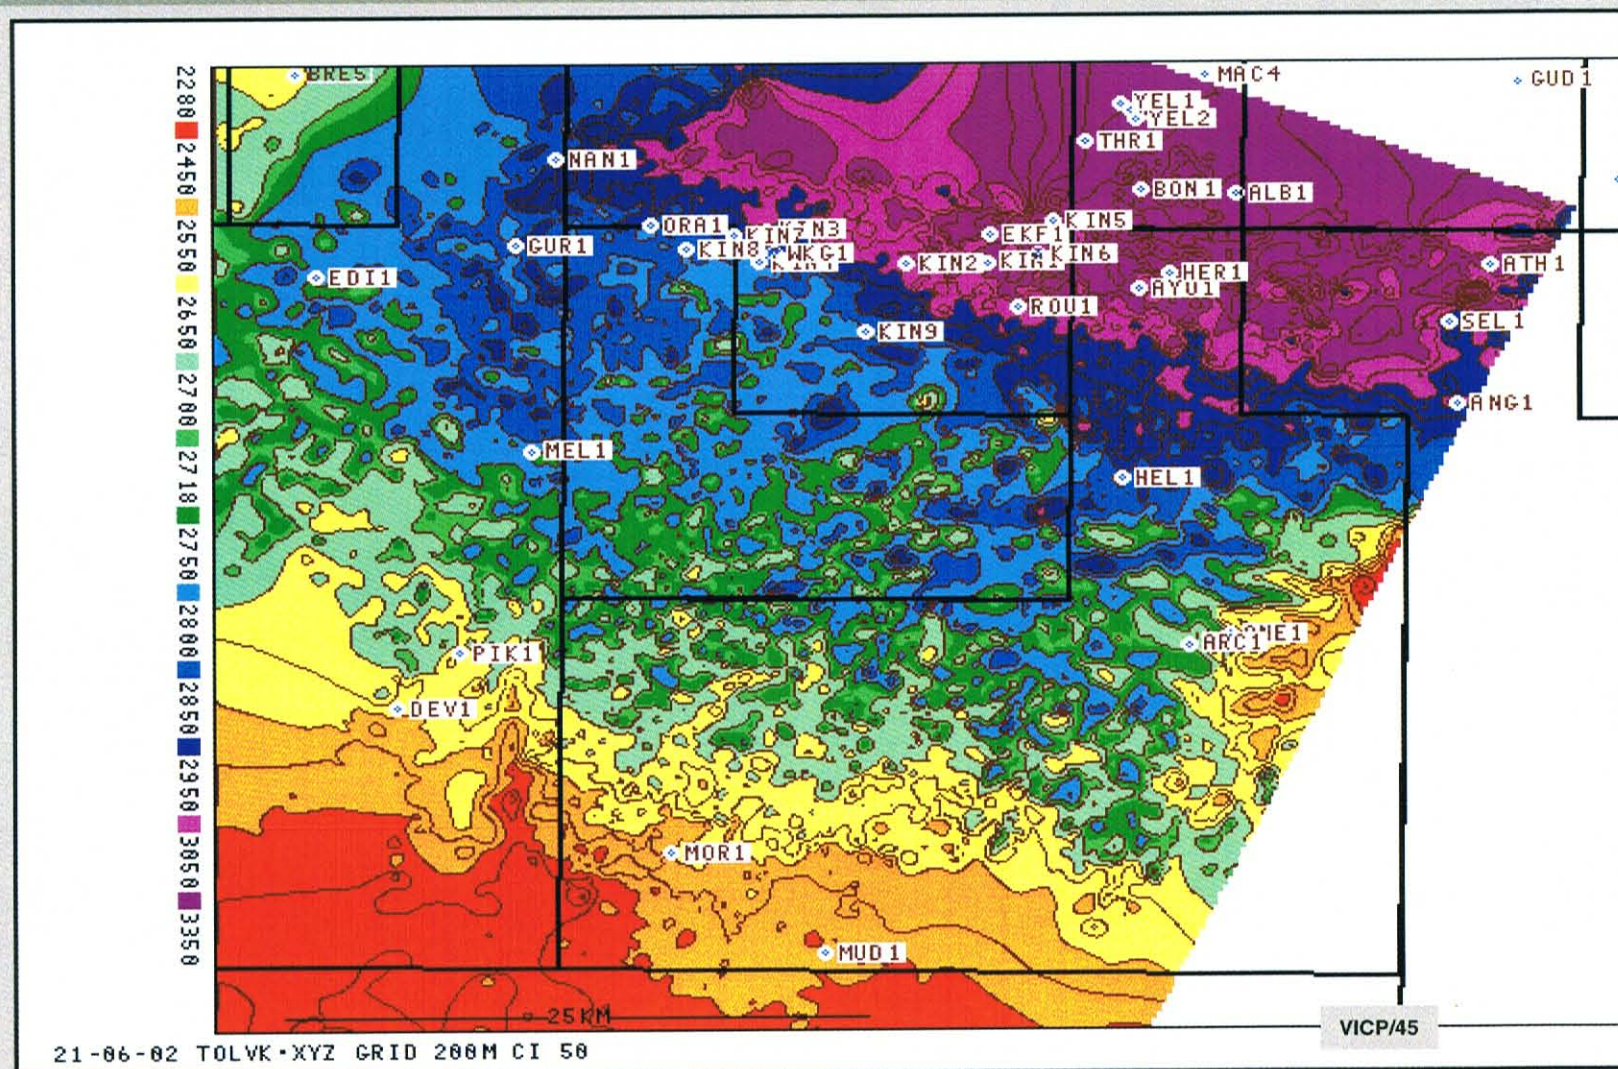 BRE5
MAC4
GUD1
YEL1
YEL2
THR1
NAN1
BON1
ALB1
ORA1
KIN7
KIN5
EKF1
GUR1
KIN8
WKG1
KIN2
KIN6
HER1
ATH1
EDI1
AYU1
ROU1
SEL1
KIN9
ANG1
MEL1
HEL1
PIK1
ARC1
DEV1
MOR1
MUD1
25KM
2280
2450
2550
2650
2700
2718
2750
2800
2850
2950
3050
3350
VICP/45
21-06-02 TOLVK·XYZ GRID 200M CI 50